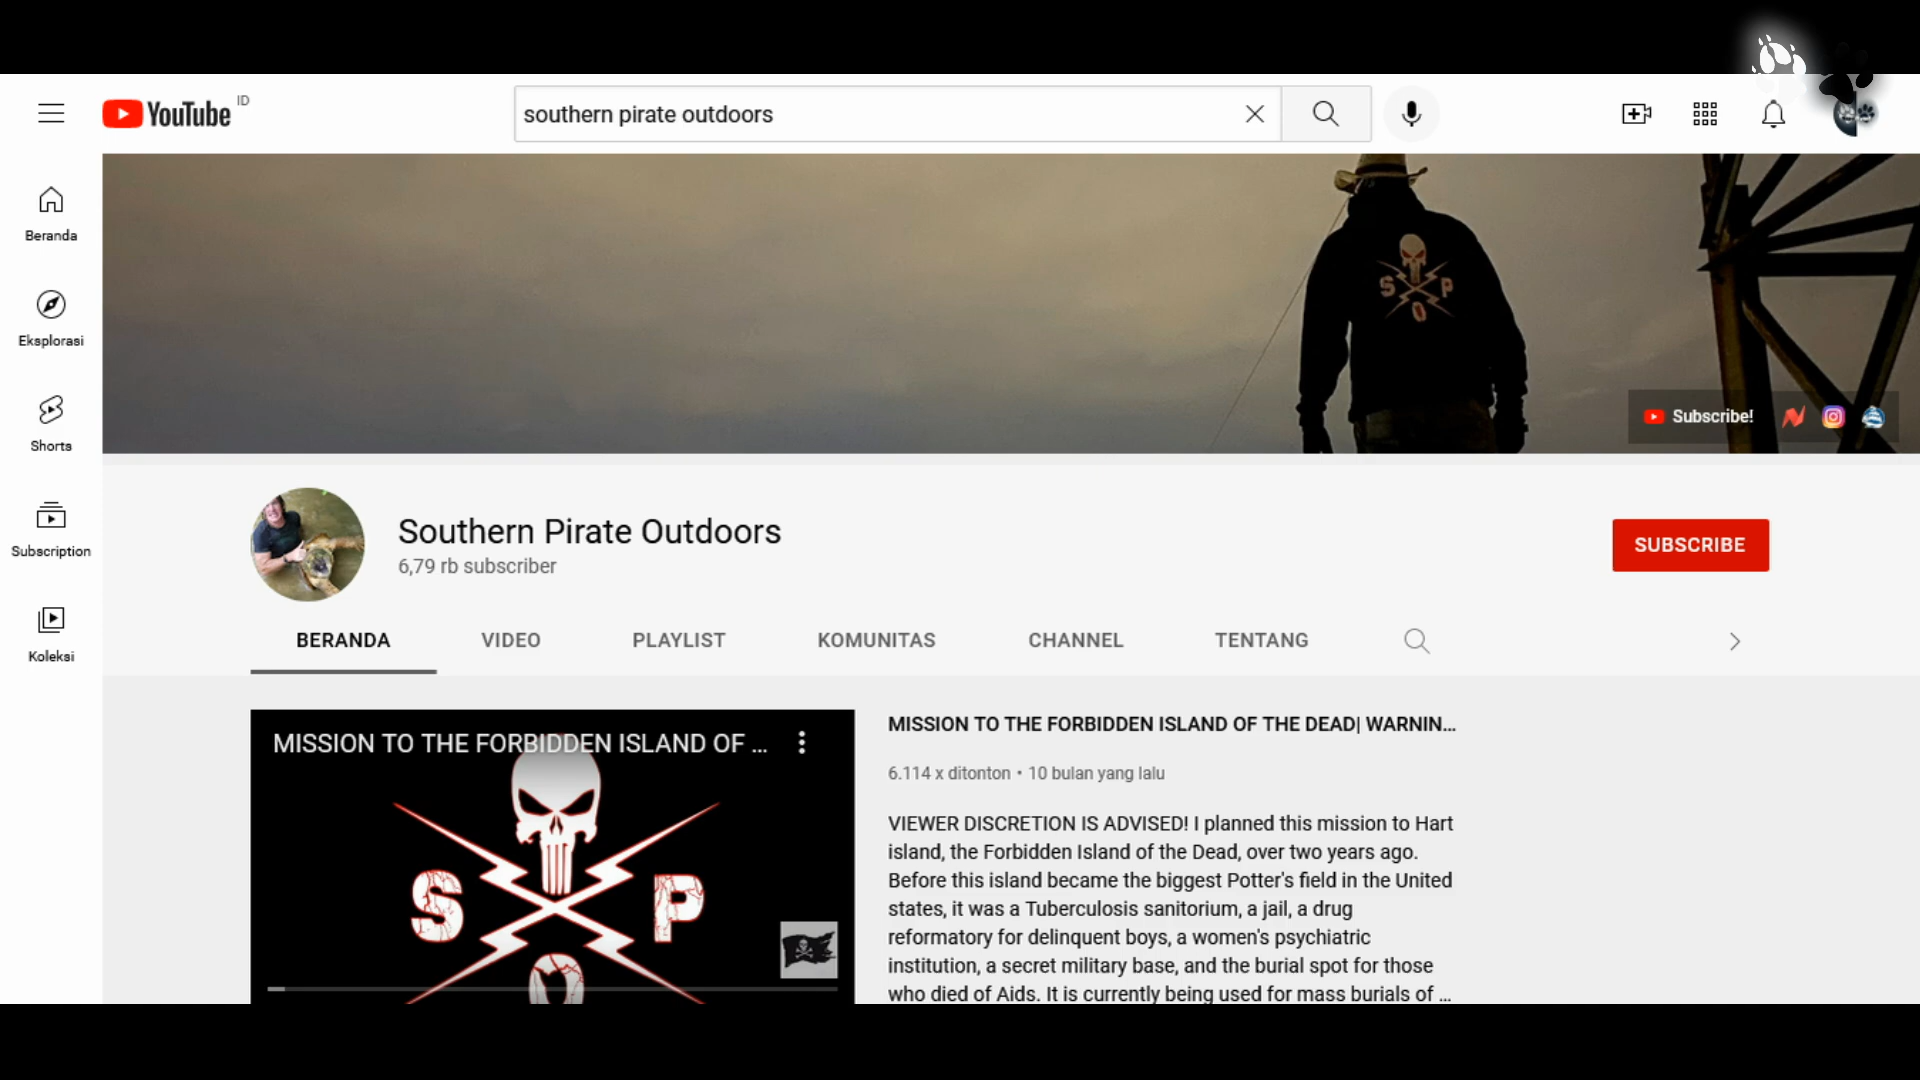 YouTube ID
southern pirate outdoors
Beranda
Eksplorasi
Shorts
Subscription
Koleksi
S P
O
Subscribe!
Southern Pirate Outdoors
6,79 rb subscriber
SUBSCRIBE
BERANDA VIDEO PLAYLIST KOMUNITAS CHANNEL TENTANG
MISSION TO THE FORBIDDEN ISLAND OF ...
S P
O
MISSION TO THE FORBIDDEN ISLAND OF THE DEAD| WARNIN...
6.114 x ditonton • 10 bulan yang lalu
VIEWER DISCRETION IS ADVISED! I planned this mission to Hart
island, the Forbidden Island of the Dead, over two years ago.
Before this island became the biggest Potter's field in the United
states, it was a Tuberculosis sanitorium, a jail, a drug
reformatory for delinquent boys, a women's psychiatric
institution, a secret military base, and the burial spot for those
who died of Aids. It is currently being used for mass burials of ...